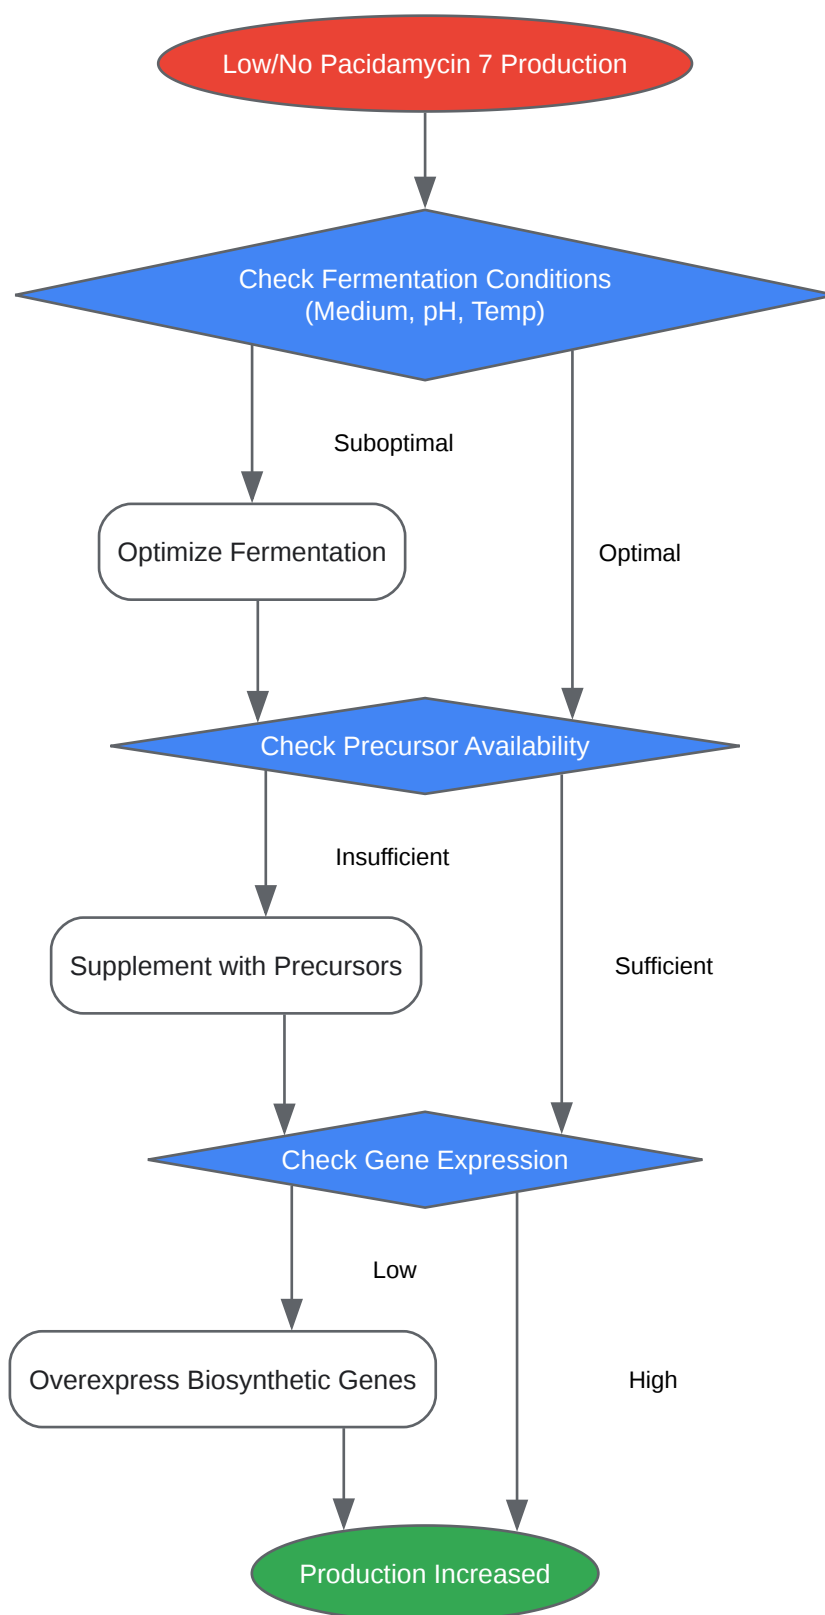 Low/No Pacidamycin 7 Production
Check Fermentation Conditions
(Medium, pH, Temp)
Suboptimal
Optimize Fermentation
Optimal
Check Precursor Availability
Insufficient
Supplement with Precursors
Sufficient
Check Gene Expression
Low
Overexpress Biosynthetic Genes
High
Production Increased